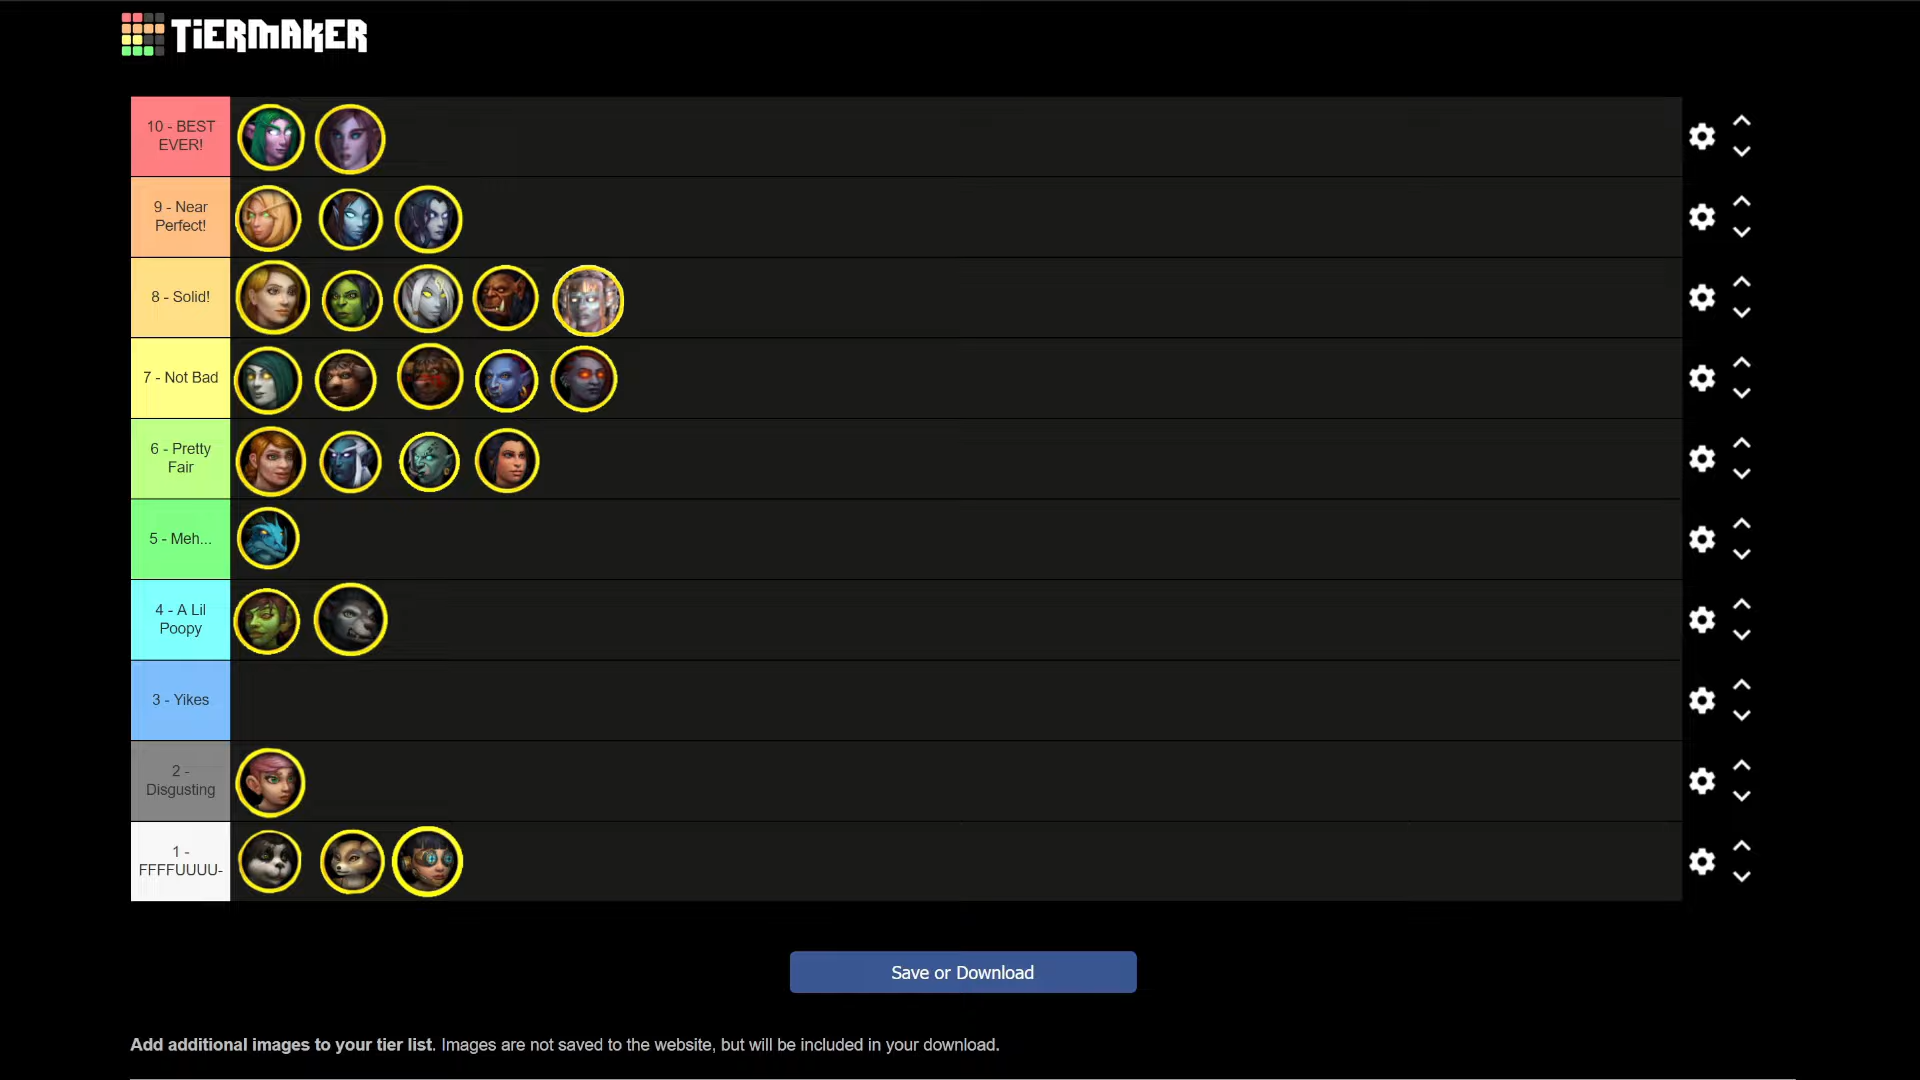 TiERMAKER
10 - BEST
EVER!
9 - Near
Perfect!
8 - Solid!
7 - Not Bad
6 - Pretty
Fair
5 - Meh...
4 - A Lil
Poopy
3 - Yikes
2 -
Disgusting
1 -
FFFFUUUU-
Save or Download
Add additional images to your tier list. Images are not saved to the website, but will be included in your download.